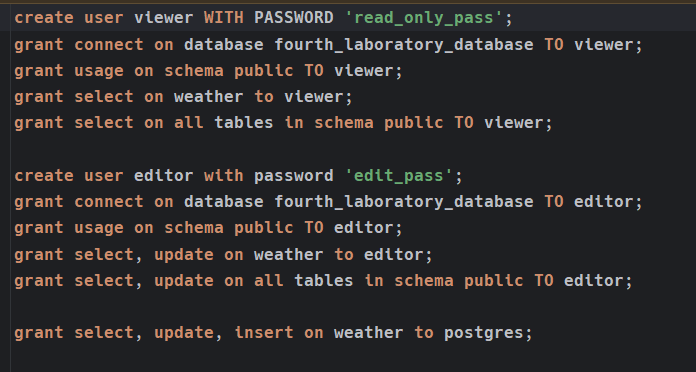 create user viewer WITH PASSWORD 'read_only_pass';
grant connect on database fourth_laboratory_database TO viewer;
grant usage on schema public TO viewer;
grant select on weather to viewer;
grant select on all tables in schema public TO viewer;
create user editor with password 'edit_pass';
grant connect on database fourth_laboratory_database TO editor;
grant usage on schema public TO editor;
grant select, update on weather to editor;
grant select, update on all tables in schema public TO editor;
grant select, update, insert on weather to postgres;